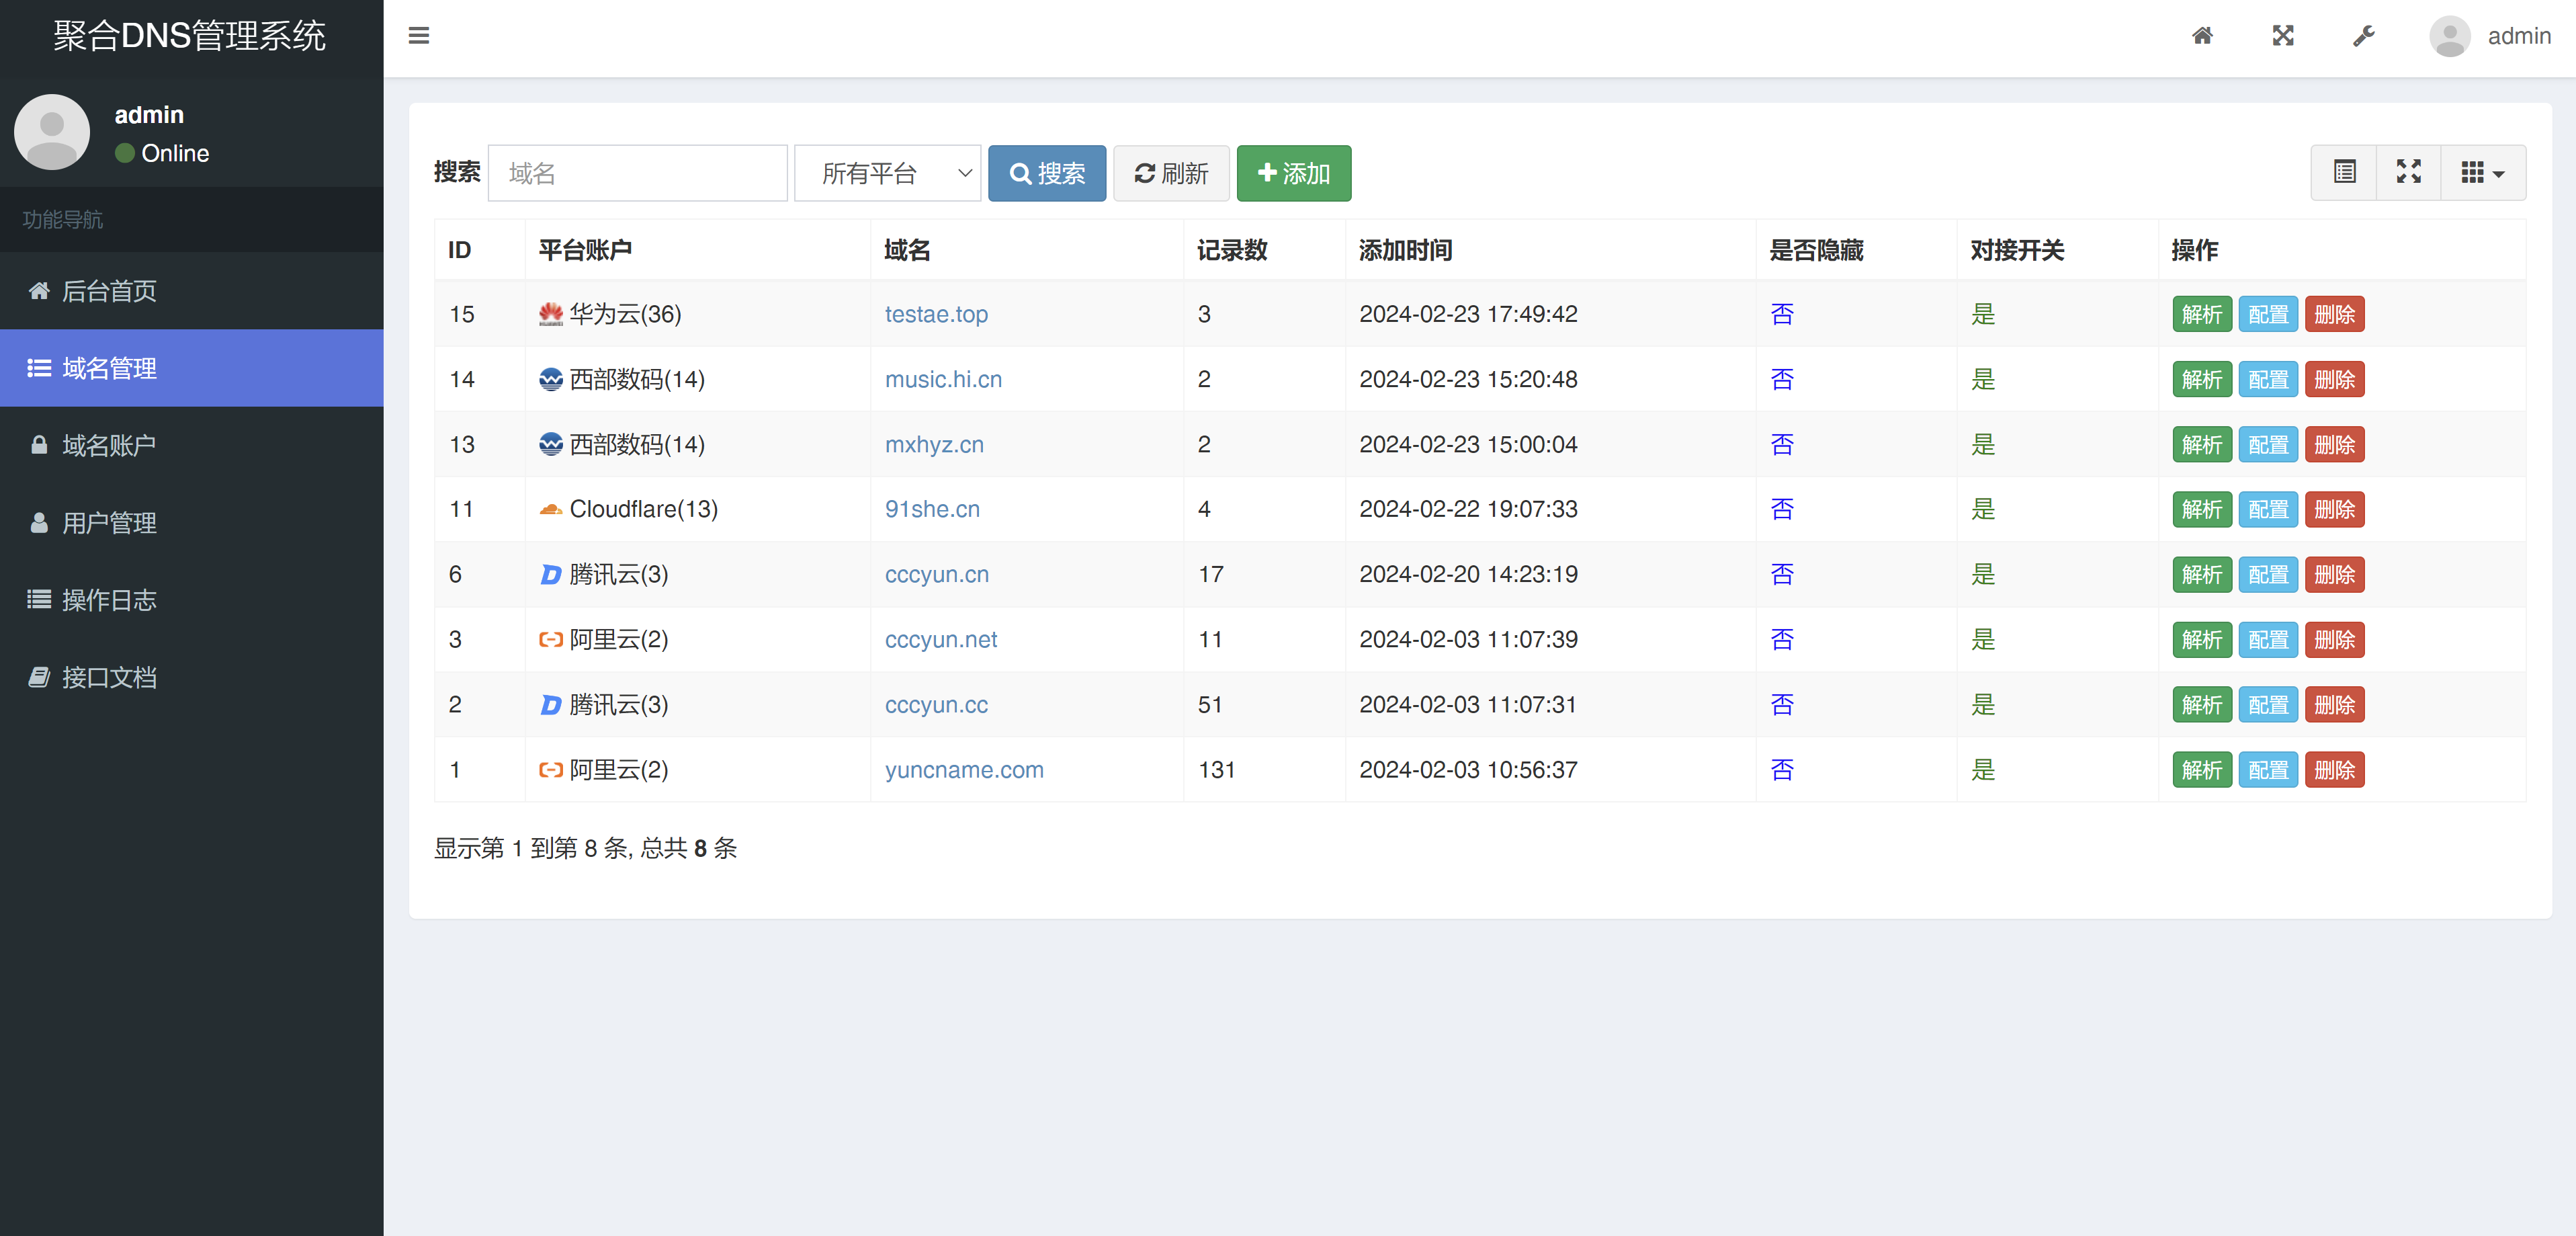 聚合DNS管理系统
admin
admin
Online
功能导航
后台首页
域名管理
域名账户
用户管理
操作日志
接口文档
搜索 域名 所有平台 搜索 刷新 添加
ID 平台账户 域名 记录数 添加时间 是否隐藏 对接开关 操作
15 华为云(36) testae.top 3 2024-02-23 17:49:42 否 是 解析 配置 删除
14 西部数码(14) music.hi.cn 2 2024-02-23 15:20:48 否 是 解析 配置 删除
13 西部数码(14) mxhyz.cn 2 2024-02-23 15:00:04 否 是 解析 配置 删除
11 Cloudflare(13) 91she.cn 4 2024-02-22 19:07:33 否 是 解析 配置 删除
6 腾讯云(3) cccyun.cn 17 2024-02-20 14:23:19 否 是 解析 配置 删除
3 阿里云(2) cccyun.net 11 2024-02-03 11:07:39 否 是 解析 配置 删除
2 腾讯云(3) cccyun.cc 51 2024-02-03 11:07:31 否 是 解析 配置 删除
1 阿里云(2) yuncname.com 131 2024-02-03 10:56:37 否 是 解析 配置 删除
显示第 1 到第 8 条, 总共 8 条